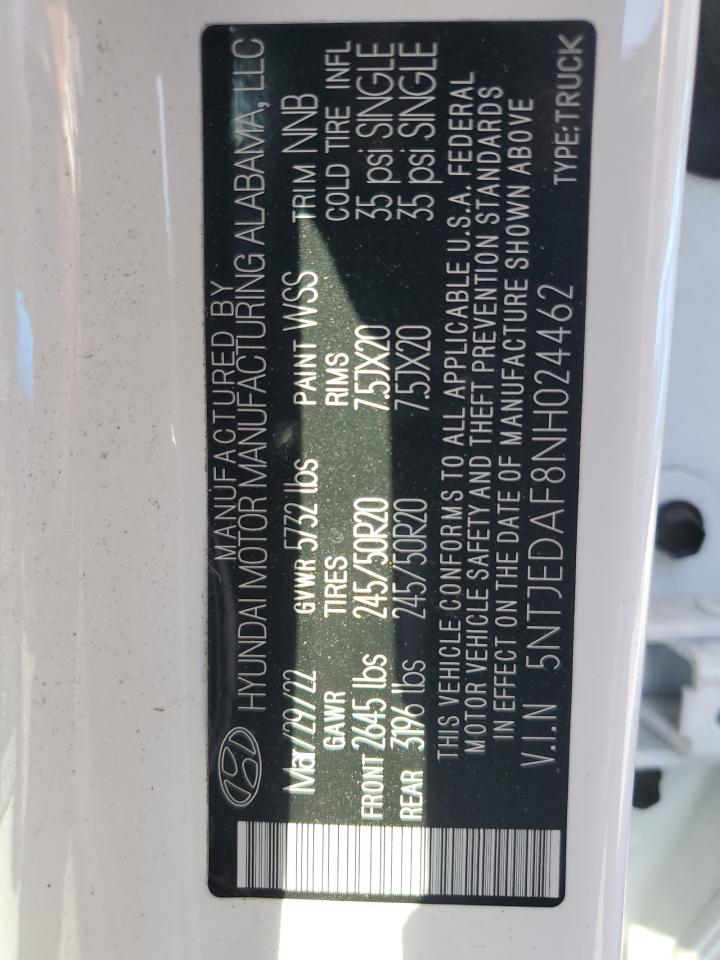 MANUFACTURED BY
HYUNDAI MOTOR MANUFACTURING ALABAMA, LLC
Mar/29/22 GVWR 5732 lbs PAINT WSS TRIM NNB
GAWR TIRES RIMS COLD TIRE INFL
FRONT 2645 lbs 245/50R20 7.5JX20 35 psi SINGLE
REAR 3196 lbs 245/50R20 7.5JX20 35 psi SINGLE
THIS VEHICLE CONFORMS TO ALL APPLICABLE U.S.A. FEDERAL
MOTOR VEHICLE SAFETY AND THEFT PREVENTION STANDARDS
IN EFFECT ON THE DATE OF MANUFACTURE SHOWN ABOVE
V.I.N 5NTJEDAF8NH024462 TYPE:TRUCK